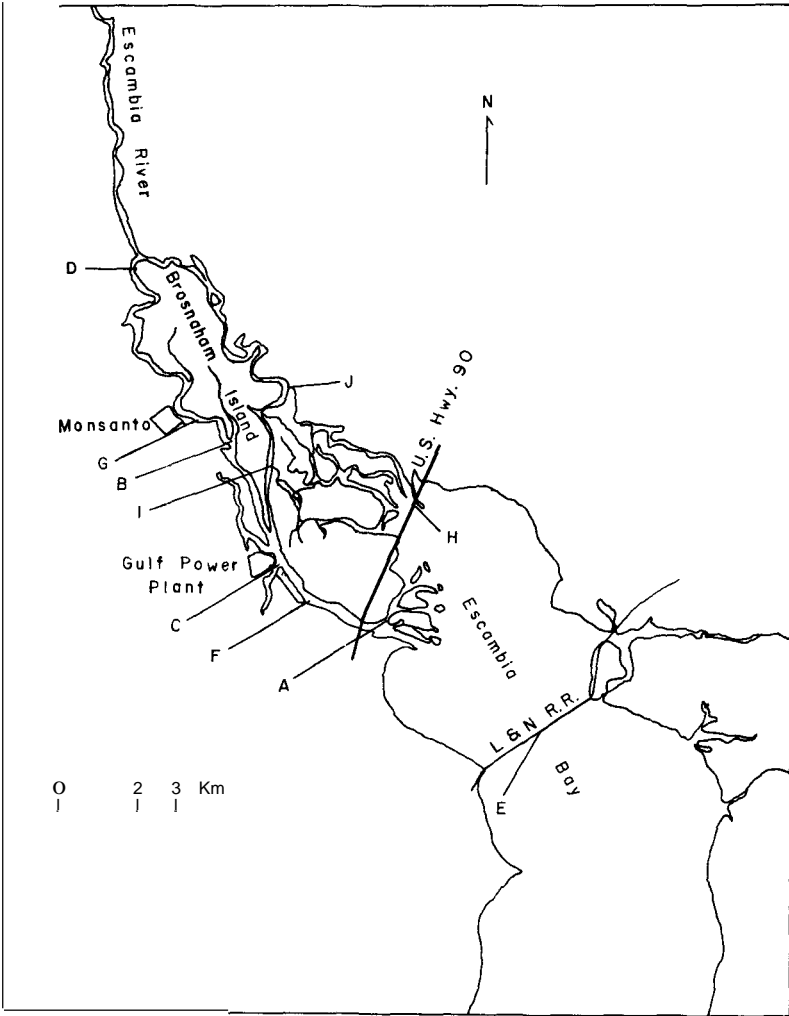 Escambia River
N
D
Brosnaham Island
J
U.S. Hwy. 90
Monsanto
G
B
I
H
Gulf Power
Plant
C
F
A
Escambia
Bay
L & N R.R.
E
0 2 3 Km